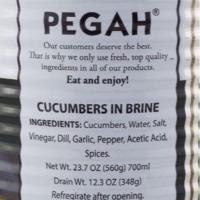 PEGAH®
Our customers deserve the best.
That is why we only use fresh, top quality
ingredients in all of our products.
Eat and enjoy!
CUCUMBERS IN BRINE
INGREDIENTS: Cucumbers, Water, Salt,
Vinegar, Dill, Garlic, Pepper, Acetic Acid,
Spices.
Net Wt. 23.7 OZ (560g) 700ml
Drain Wt. 12.3 OZ (348g)
Refregirate after opening.